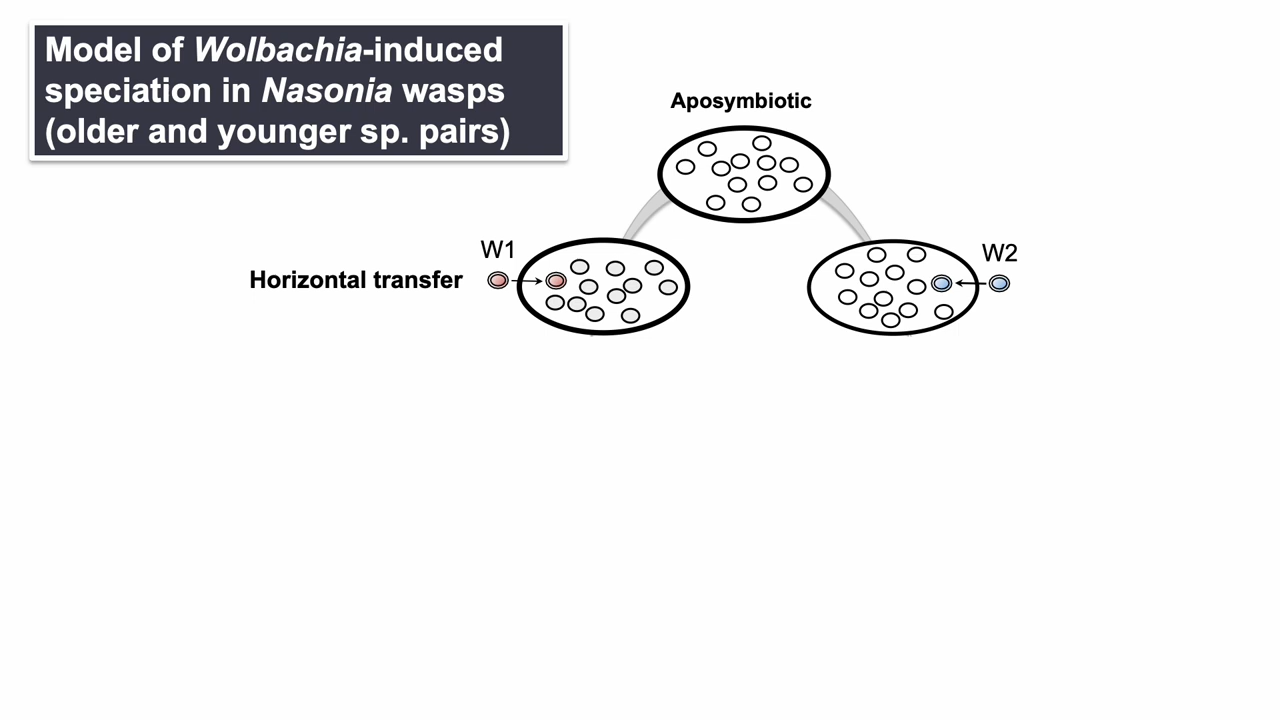 Model of Wolbachia-induced
speciation in Nasonia wasps
(older and younger sp. pairs)
Aposymbiotic
W1
W2
Horizontal transfer